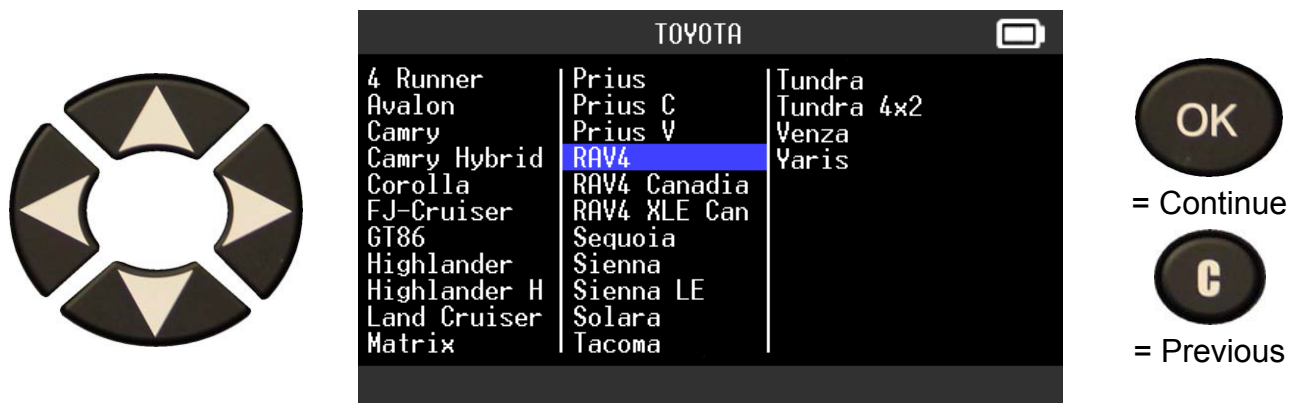 TOYOTA
4 Runner
Avalon
Camry
Camry Hybrid
Corolla
FJ-Cruiser
GT86
Highlander
Highlander H
Land Cruiser
Matrix
Prius
Prius C
Prius V
RAV4
RAV4 Canadia
RAV4 XLE Can
Sequoia
Sienna
Sienna LE
Solara
Tacoma
Tundra
Tundra 4x2
Venza
Yaris
OK
= Continue
C
= Previous